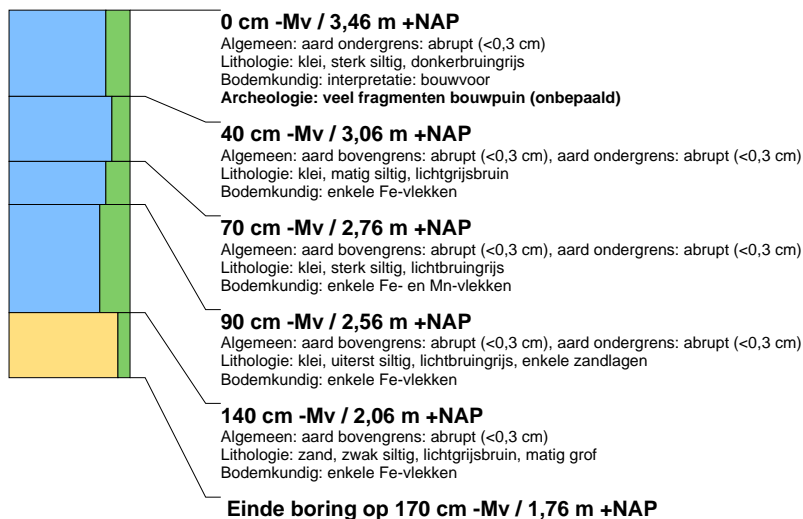 0 cm -Mv / 3,46 m +NAP
Algemeen: aard ondergrens: abrupt (<0,3 cm)
Lithologie: klei, sterk siltig, donkerbruingrijs
Bodemkundig: interpretatie: bouwvoor
Archeologie: veel fragmenten bouwpuin (onbepaald)
40 cm -Mv / 3,06 m +NAP
Algemeen: aard bovengrens: abrupt (<0,3 cm), aard ondergrens: abrupt (<0,3 cm)
Lithologie: klei, matig siltig, lichtgrijsbruin
Bodemkundig: enkele Fe-vlekken
70 cm -Mv / 2,76 m +NAP
Algemeen: aard bovengrens: abrupt (<0,3 cm), aard ondergrens: abrupt (<0,3 cm)
Lithologie: klei, sterk siltig, lichtbruingrijs
Bodemkundig: enkele Fe- en Mn-vlekken
90 cm -Mv / 2,56 m +NAP
Algemeen: aard bovengrens: abrupt (<0,3 cm), aard ondergrens: abrupt (<0,3 cm)
Lithologie: klei, uiterst siltig, lichtbruingrijs, enkele zandlagen
Bodemkundig: enkele Fe-vlekken
140 cm -Mv / 2,06 m +NAP
Algemeen: aard bovengrens: abrupt (<0,3 cm)
Lithologie: zand, zwak siltig, lichtgrijsbruin, matig grof
Bodemkundig: enkele Fe-vlekken
Einde boring op 170 cm -Mv / 1,76 m +NAP